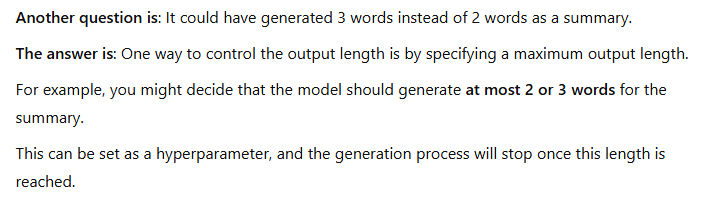 Another question is: It could have generated 3 words instead of 2 words as a summary.
The answer is: One way to control the output length is by specifying a maximum output length.
For example, you might decide that the model should generate at most 2 or 3 words for the
summary.
This can be set as a hyperparameter, and the generation process will stop once this length is
reached.